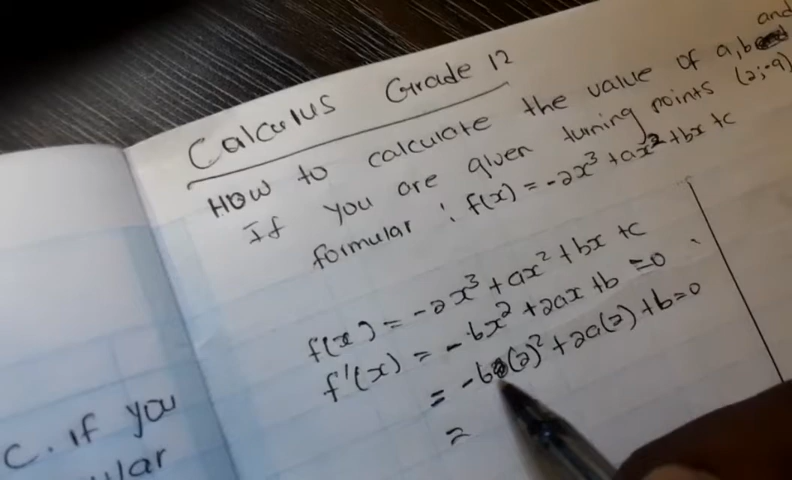 Calculus Grade 12
How to calculate the value of a, b and
If you are given turning points (2;-9)
formular : f(x) = -2x³ + ax² + bx + c
f(x) = -2x³ + ax² + bx + c
f'(x) = -6x² + 2ax + b = 0
= -6(2)² + 2a(2) + b = 0
=
c. if you
ular